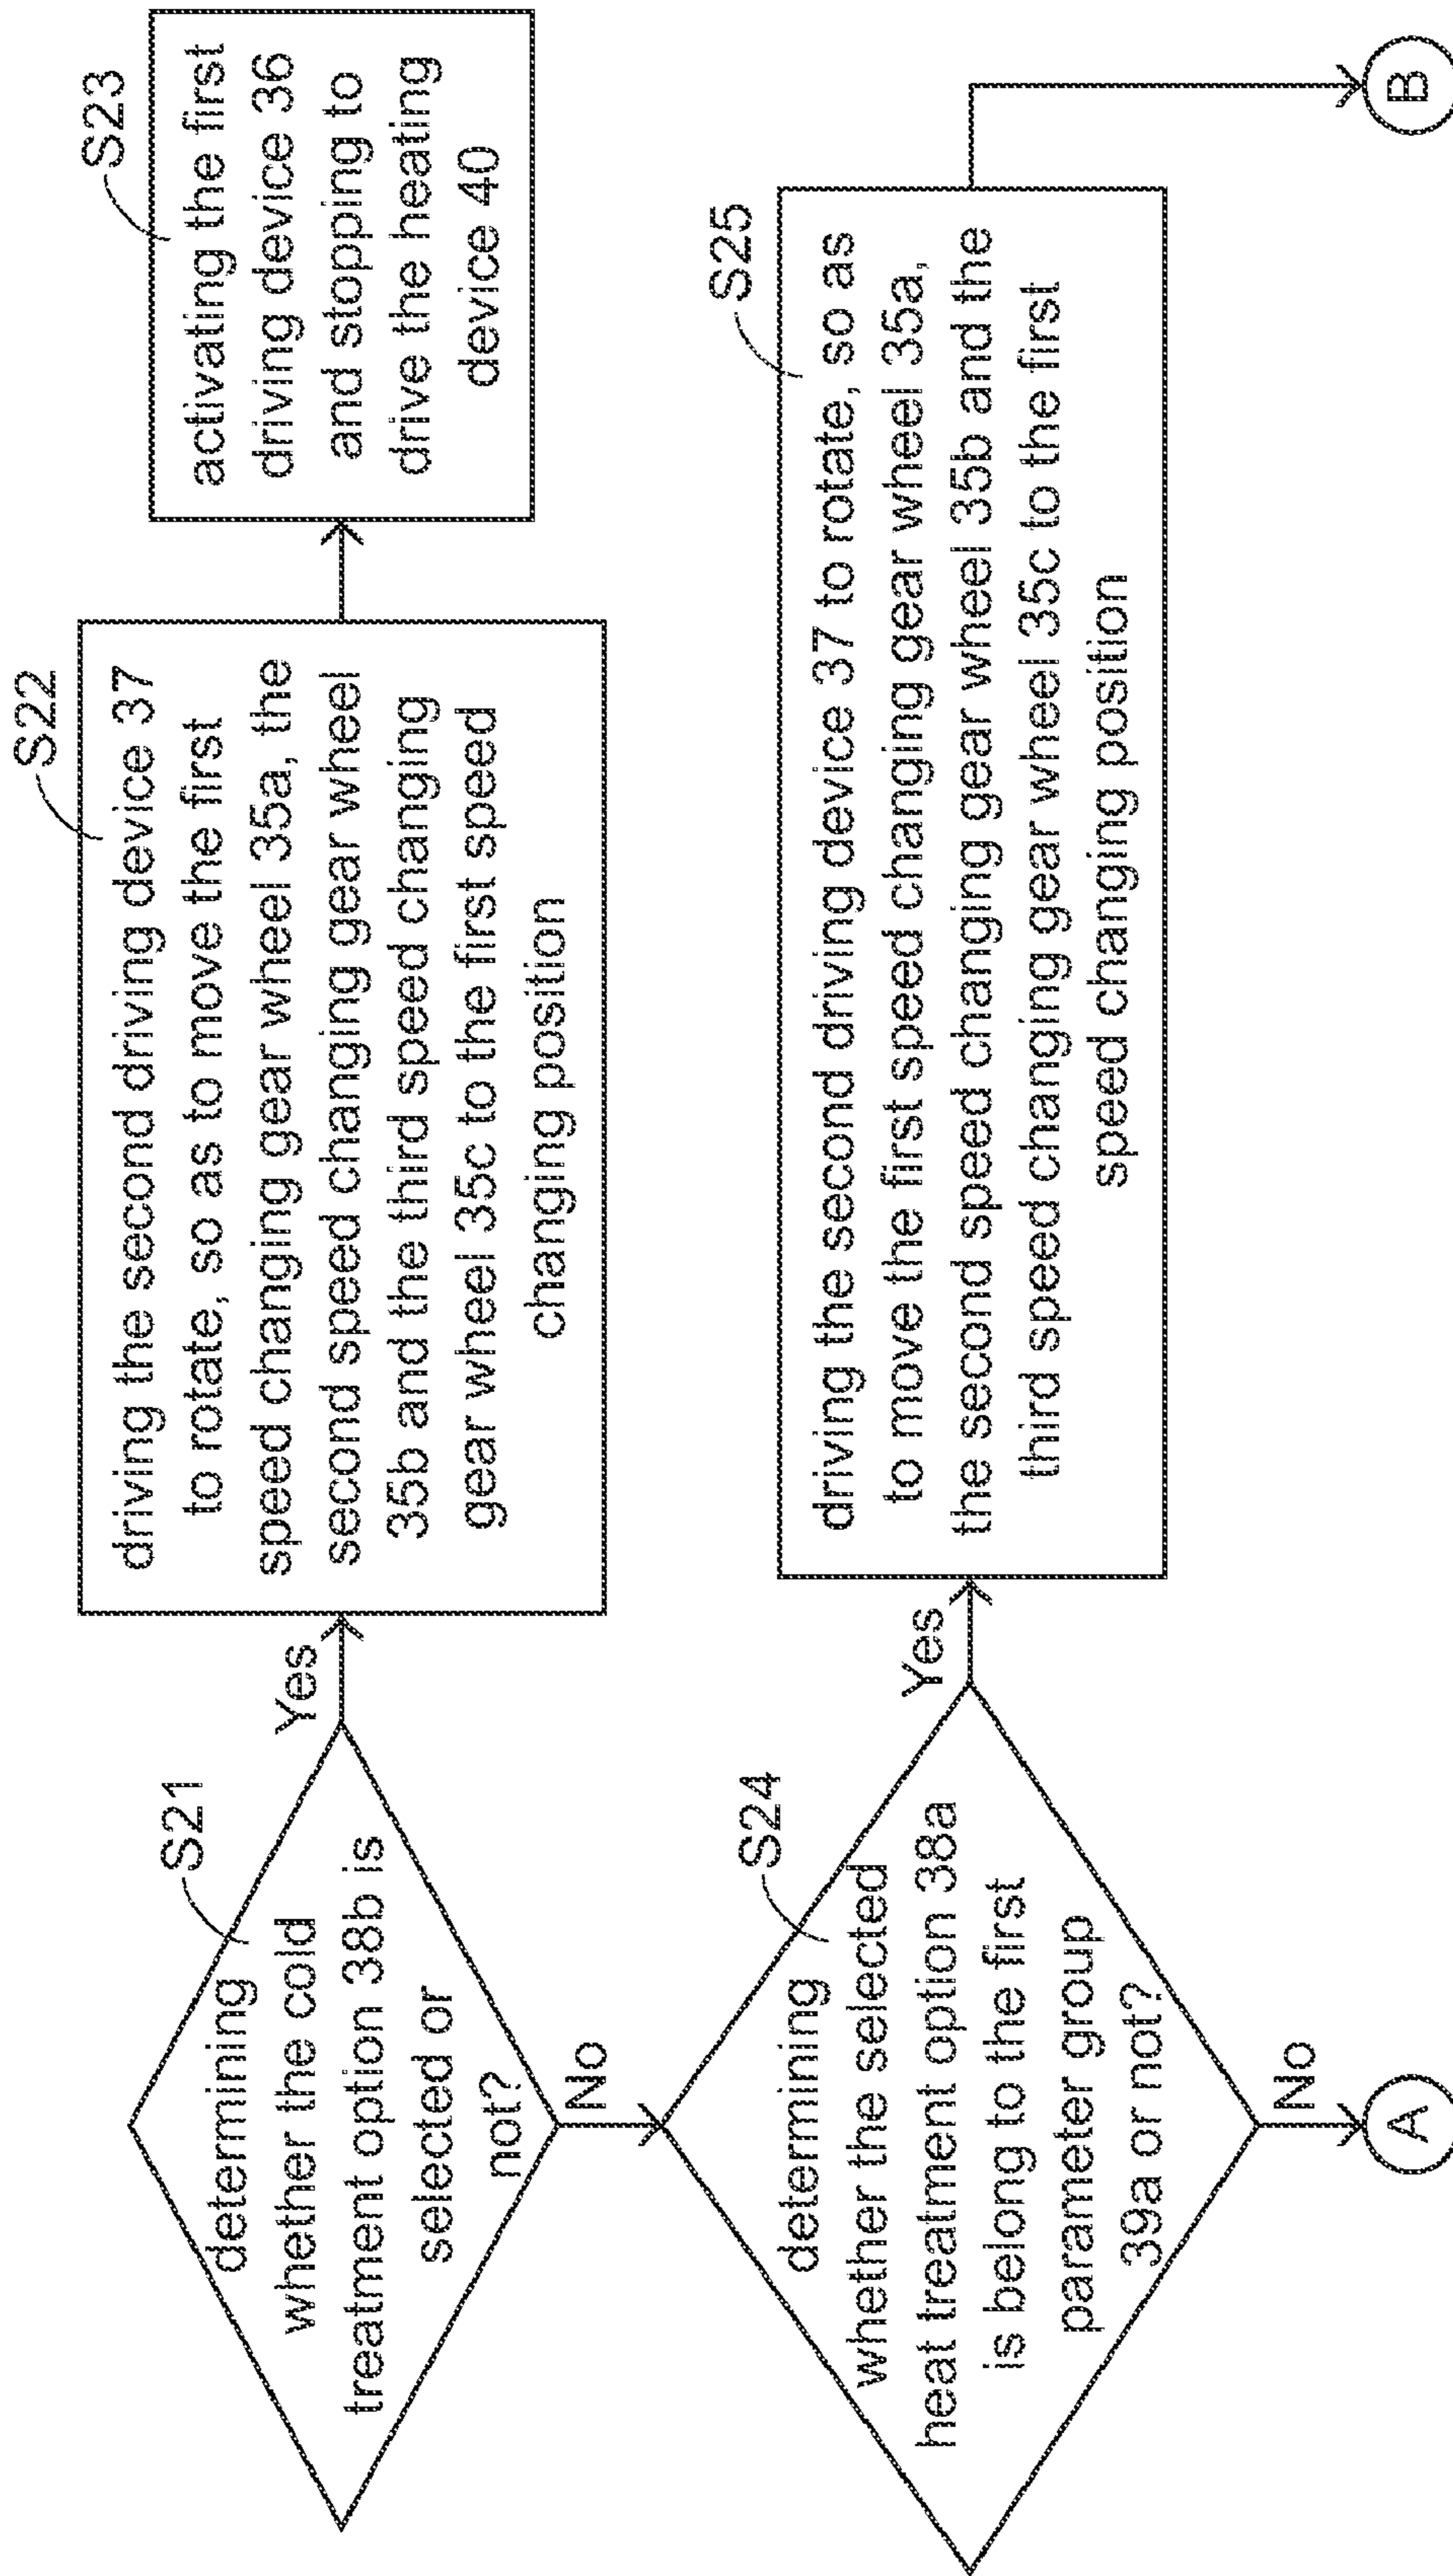 S21
determining
whether the cold
treatment option 38b is
selected or
not?
Yes
S22
driving the second driving device 37
to rotate, so as to move the first
speed changing gear wheel 35a, the
second speed changing gear wheel
35b and the third speed changing
gear wheel 35c to the first speed
changing position
S23
activating the first
driving device 36
and stopping to
drive the heating
device 40
No
S24
determining
whether the selected
heat treatment option 38a
is belong to the first
parameter group
39a or not?
Yes
S25
driving the second driving device 37 to rotate, so as
to move the first speed changing gear wheel 35a,
the second speed changing gear wheel 35b and the
third speed changing gear wheel 35c to the first
speed changing position
No
A
B